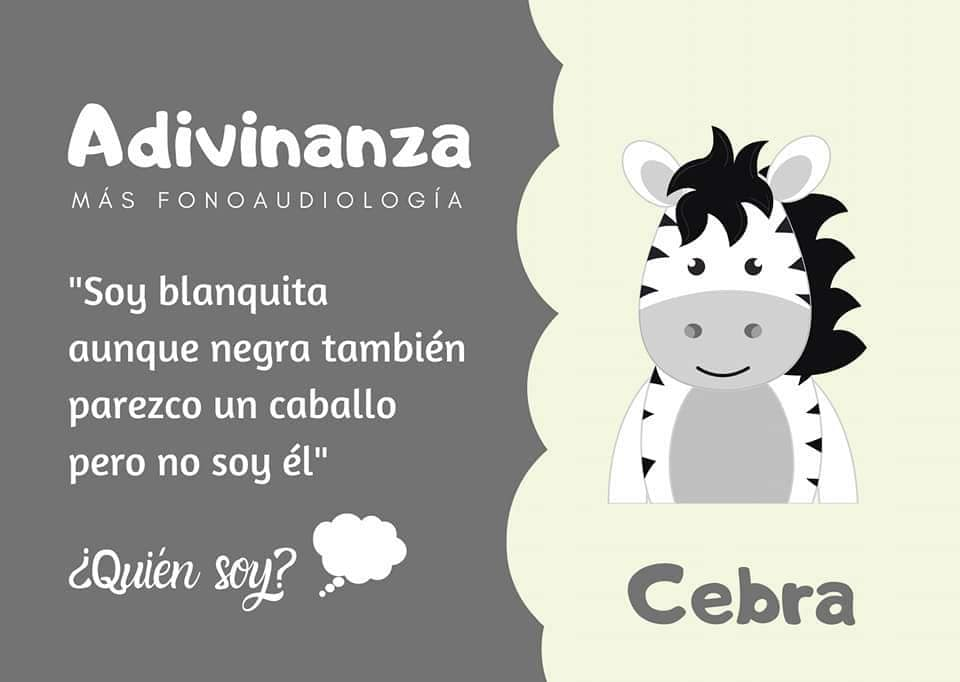 Adivinanza
MÁS FONOAUDIOLOGÍA
"Soy blanquita
aunque negra también
parezco un caballo
pero no soy él"
¿Quién soy?
Cebra